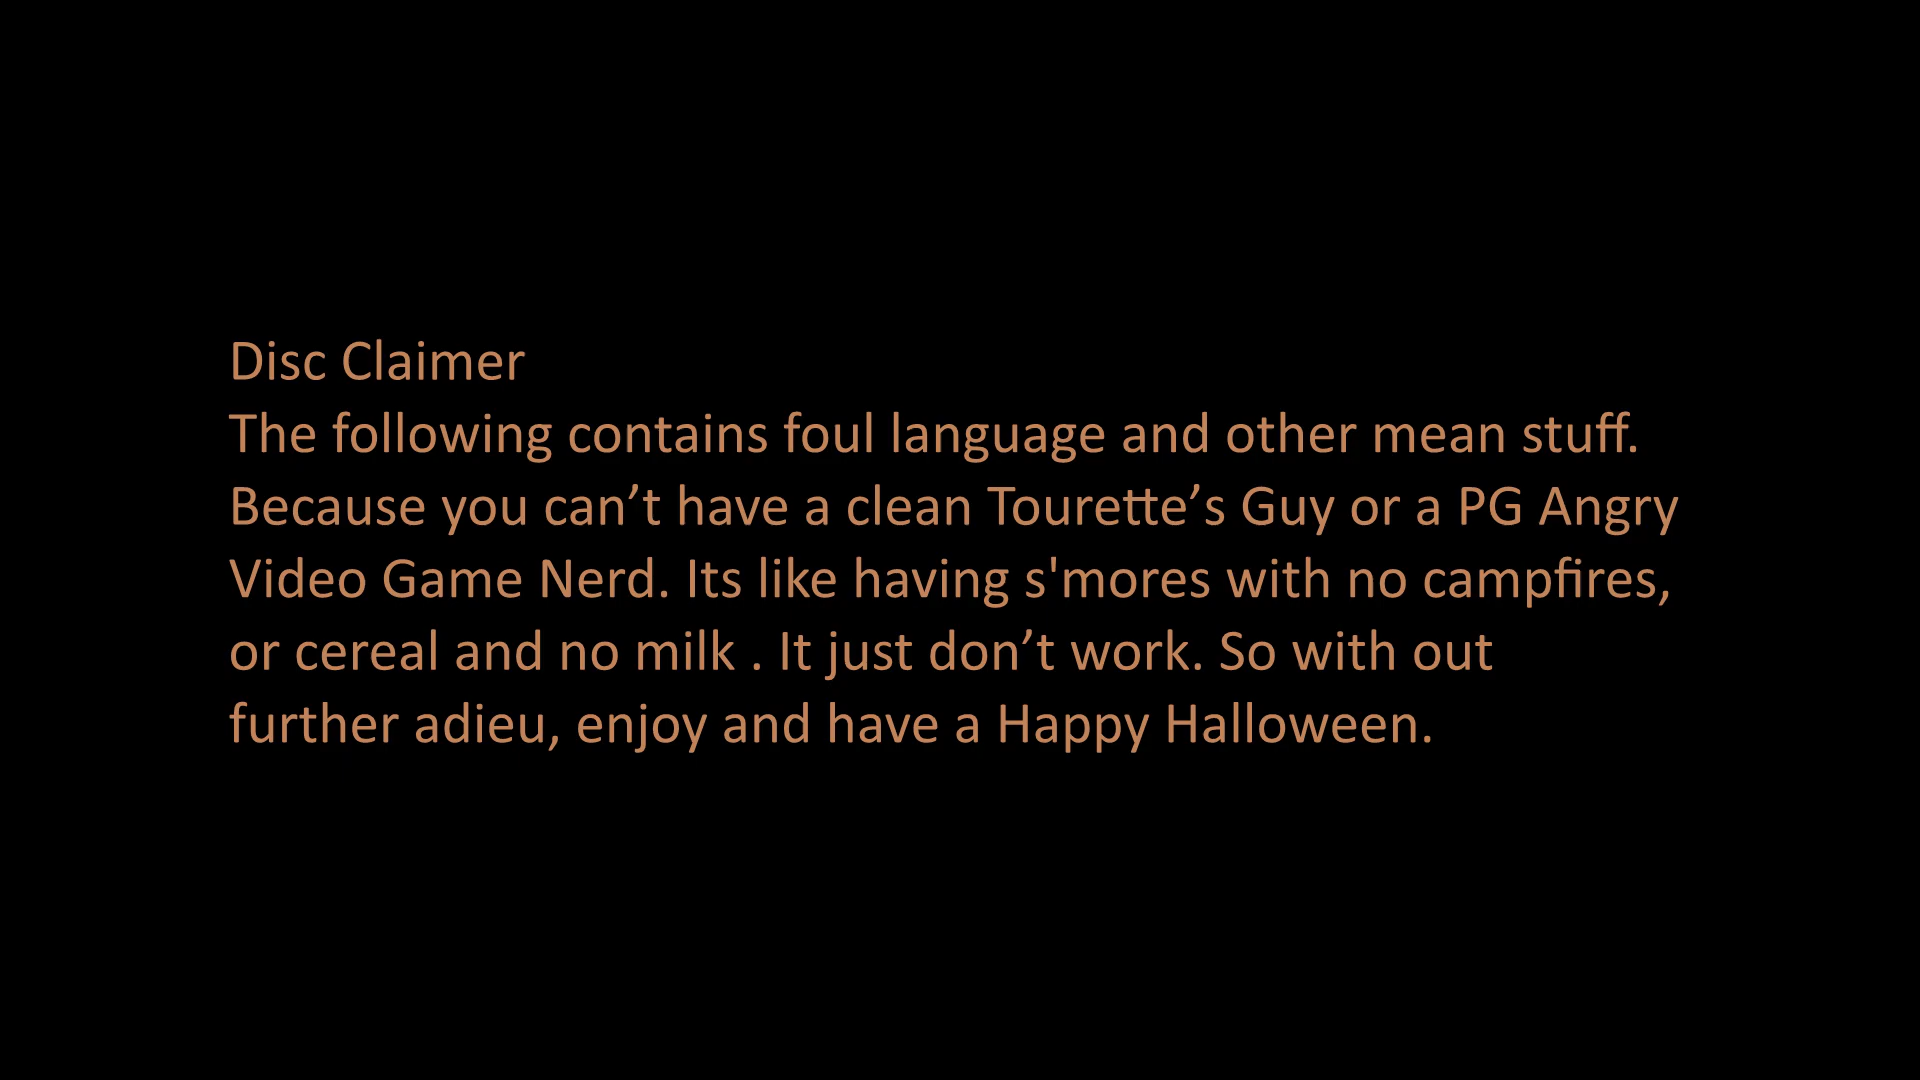 Disc Claimer
The following contains foul language and other mean stuff.
Because you can’t have a clean Tourette’s Guy or a PG Angry
Video Game Nerd. Its like having s'mores with no campfires,
or cereal and no milk . It just don’t work. So with out
further adieu, enjoy and have a Happy Halloween.